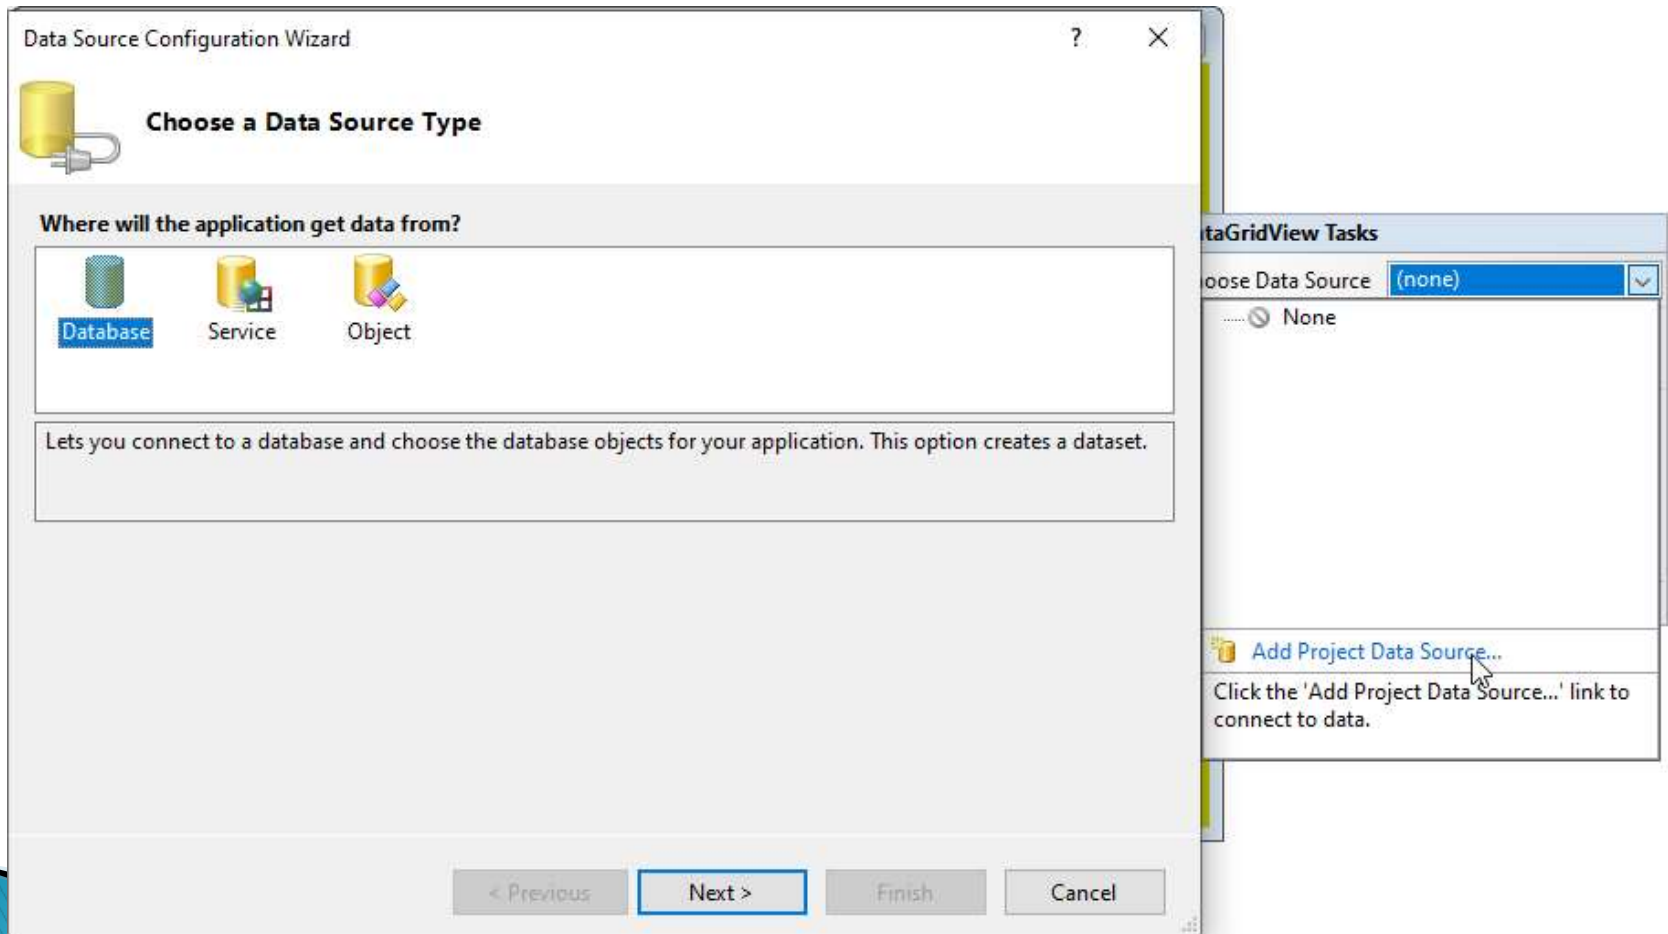 Data Source Configuration Wizard
?
Choose a Data Source Type
Where will the application get data from?
Database
Service
Object
Lets you connect to a database and choose the database objects for your application. This option creates a dataset.
< Previous
Next >
Finish
Cancel
taGridView Tasks
oose Data Source
(none)
None
Add Project Data Source...
Click the 'Add Project Data Source...' link to
connect to data.